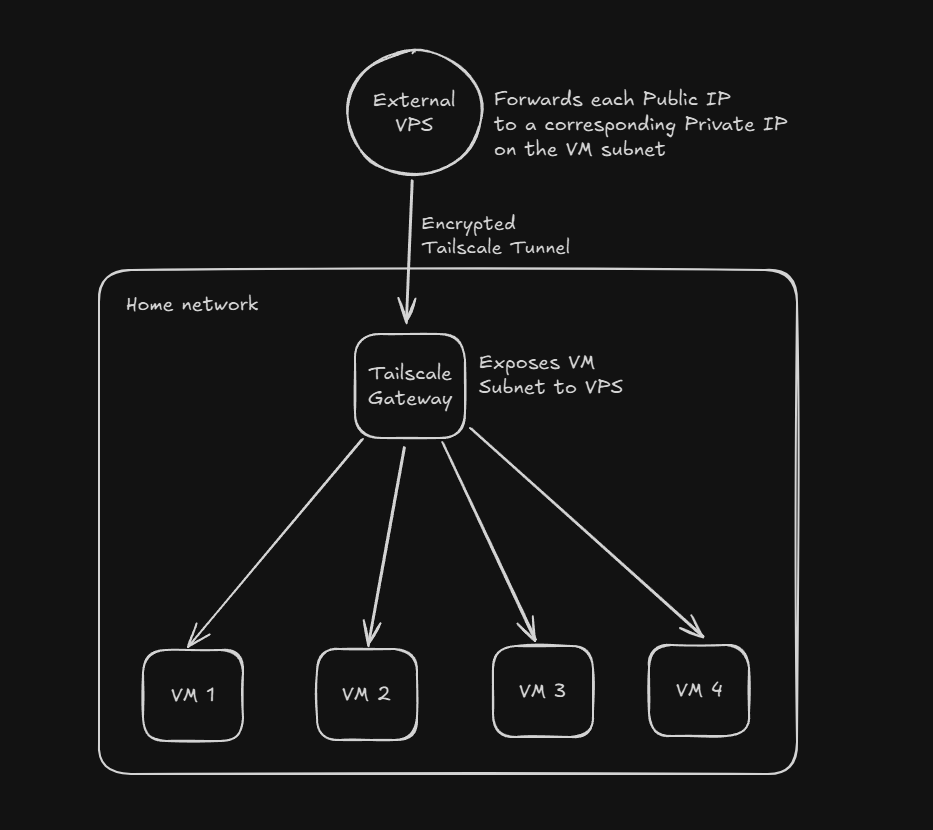 External
VPS
Forwards each Public IP
to a corresponding Private IP
on the VM subnet
Encrypted
Tailscale Tunnel
Home network
Tailscale
Gateway
Exposes VM
Subnet to VPS
VM 1
VM 2
VM 3
VM 4